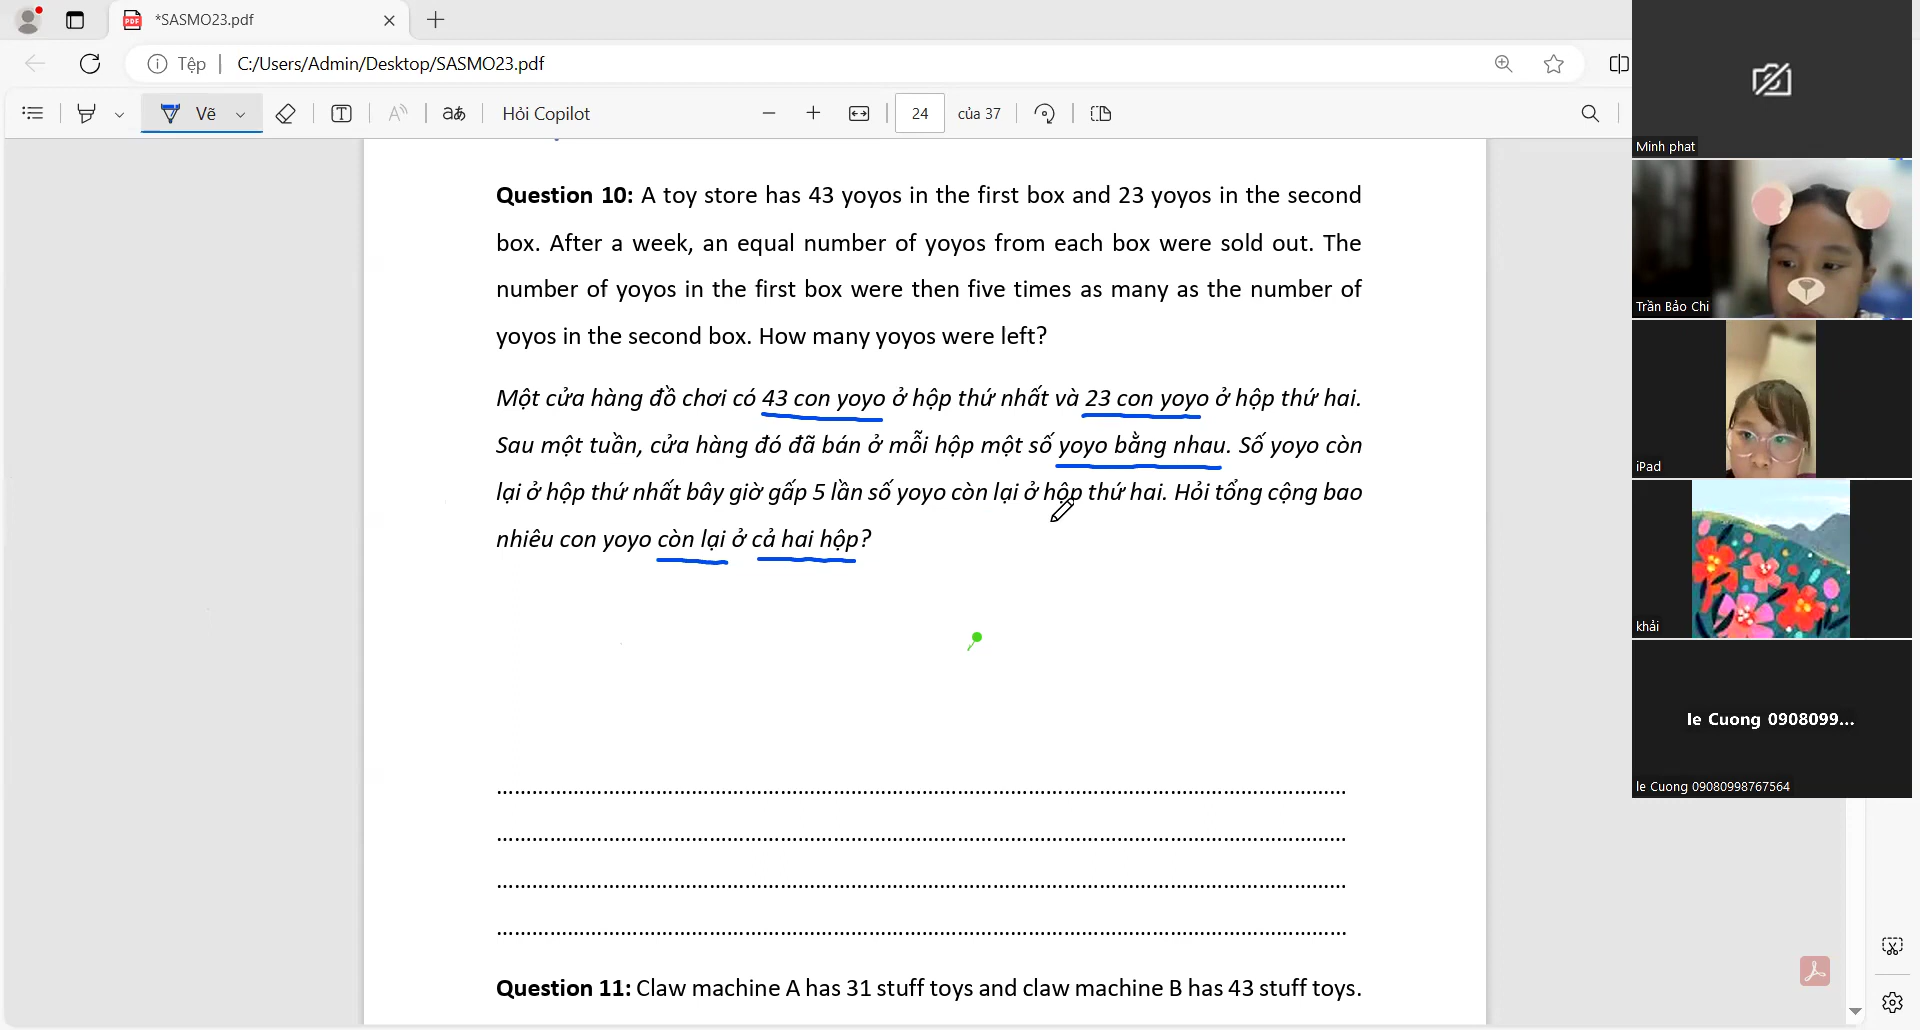 *SASMO23.pdf
Tệp | C:/Users/Admin/Desktop/SASMO23.pdf
Vẽ T A aあ Hỏi Copilot 24 của 37
Question 10: A toy store has 43 yoyos in the first box and 23 yoyos in the second
box. After a week, an equal number of yoyos from each box were sold out. The
number of yoyos in the first box were then five times as many as the number of
yoyos in the second box. How many yoyos were left?
Một cửa hàng đồ chơi có 43 con yoyo ở hộp thứ nhất và 23 con yoyo ở hộp thứ hai.
Sau một tuần, cửa hàng đó đã bán ở mỗi hộp một số yoyo bằng nhau. Số yoyo còn
lại ở hộp thứ nhất bây giờ gấp 5 lần số yoyo còn lại ở hộp thứ hai. Hỏi tổng cộng bao
nhiêu con yoyo còn lại ở cả hai hộp?
Question 11: Claw machine A has 31 stuff toys and claw machine B has 43 stuff toys.
Minh phat
Trần Bảo Chi
iPad
khải
le Cuong 0908099...
le Cuong 09080998767564